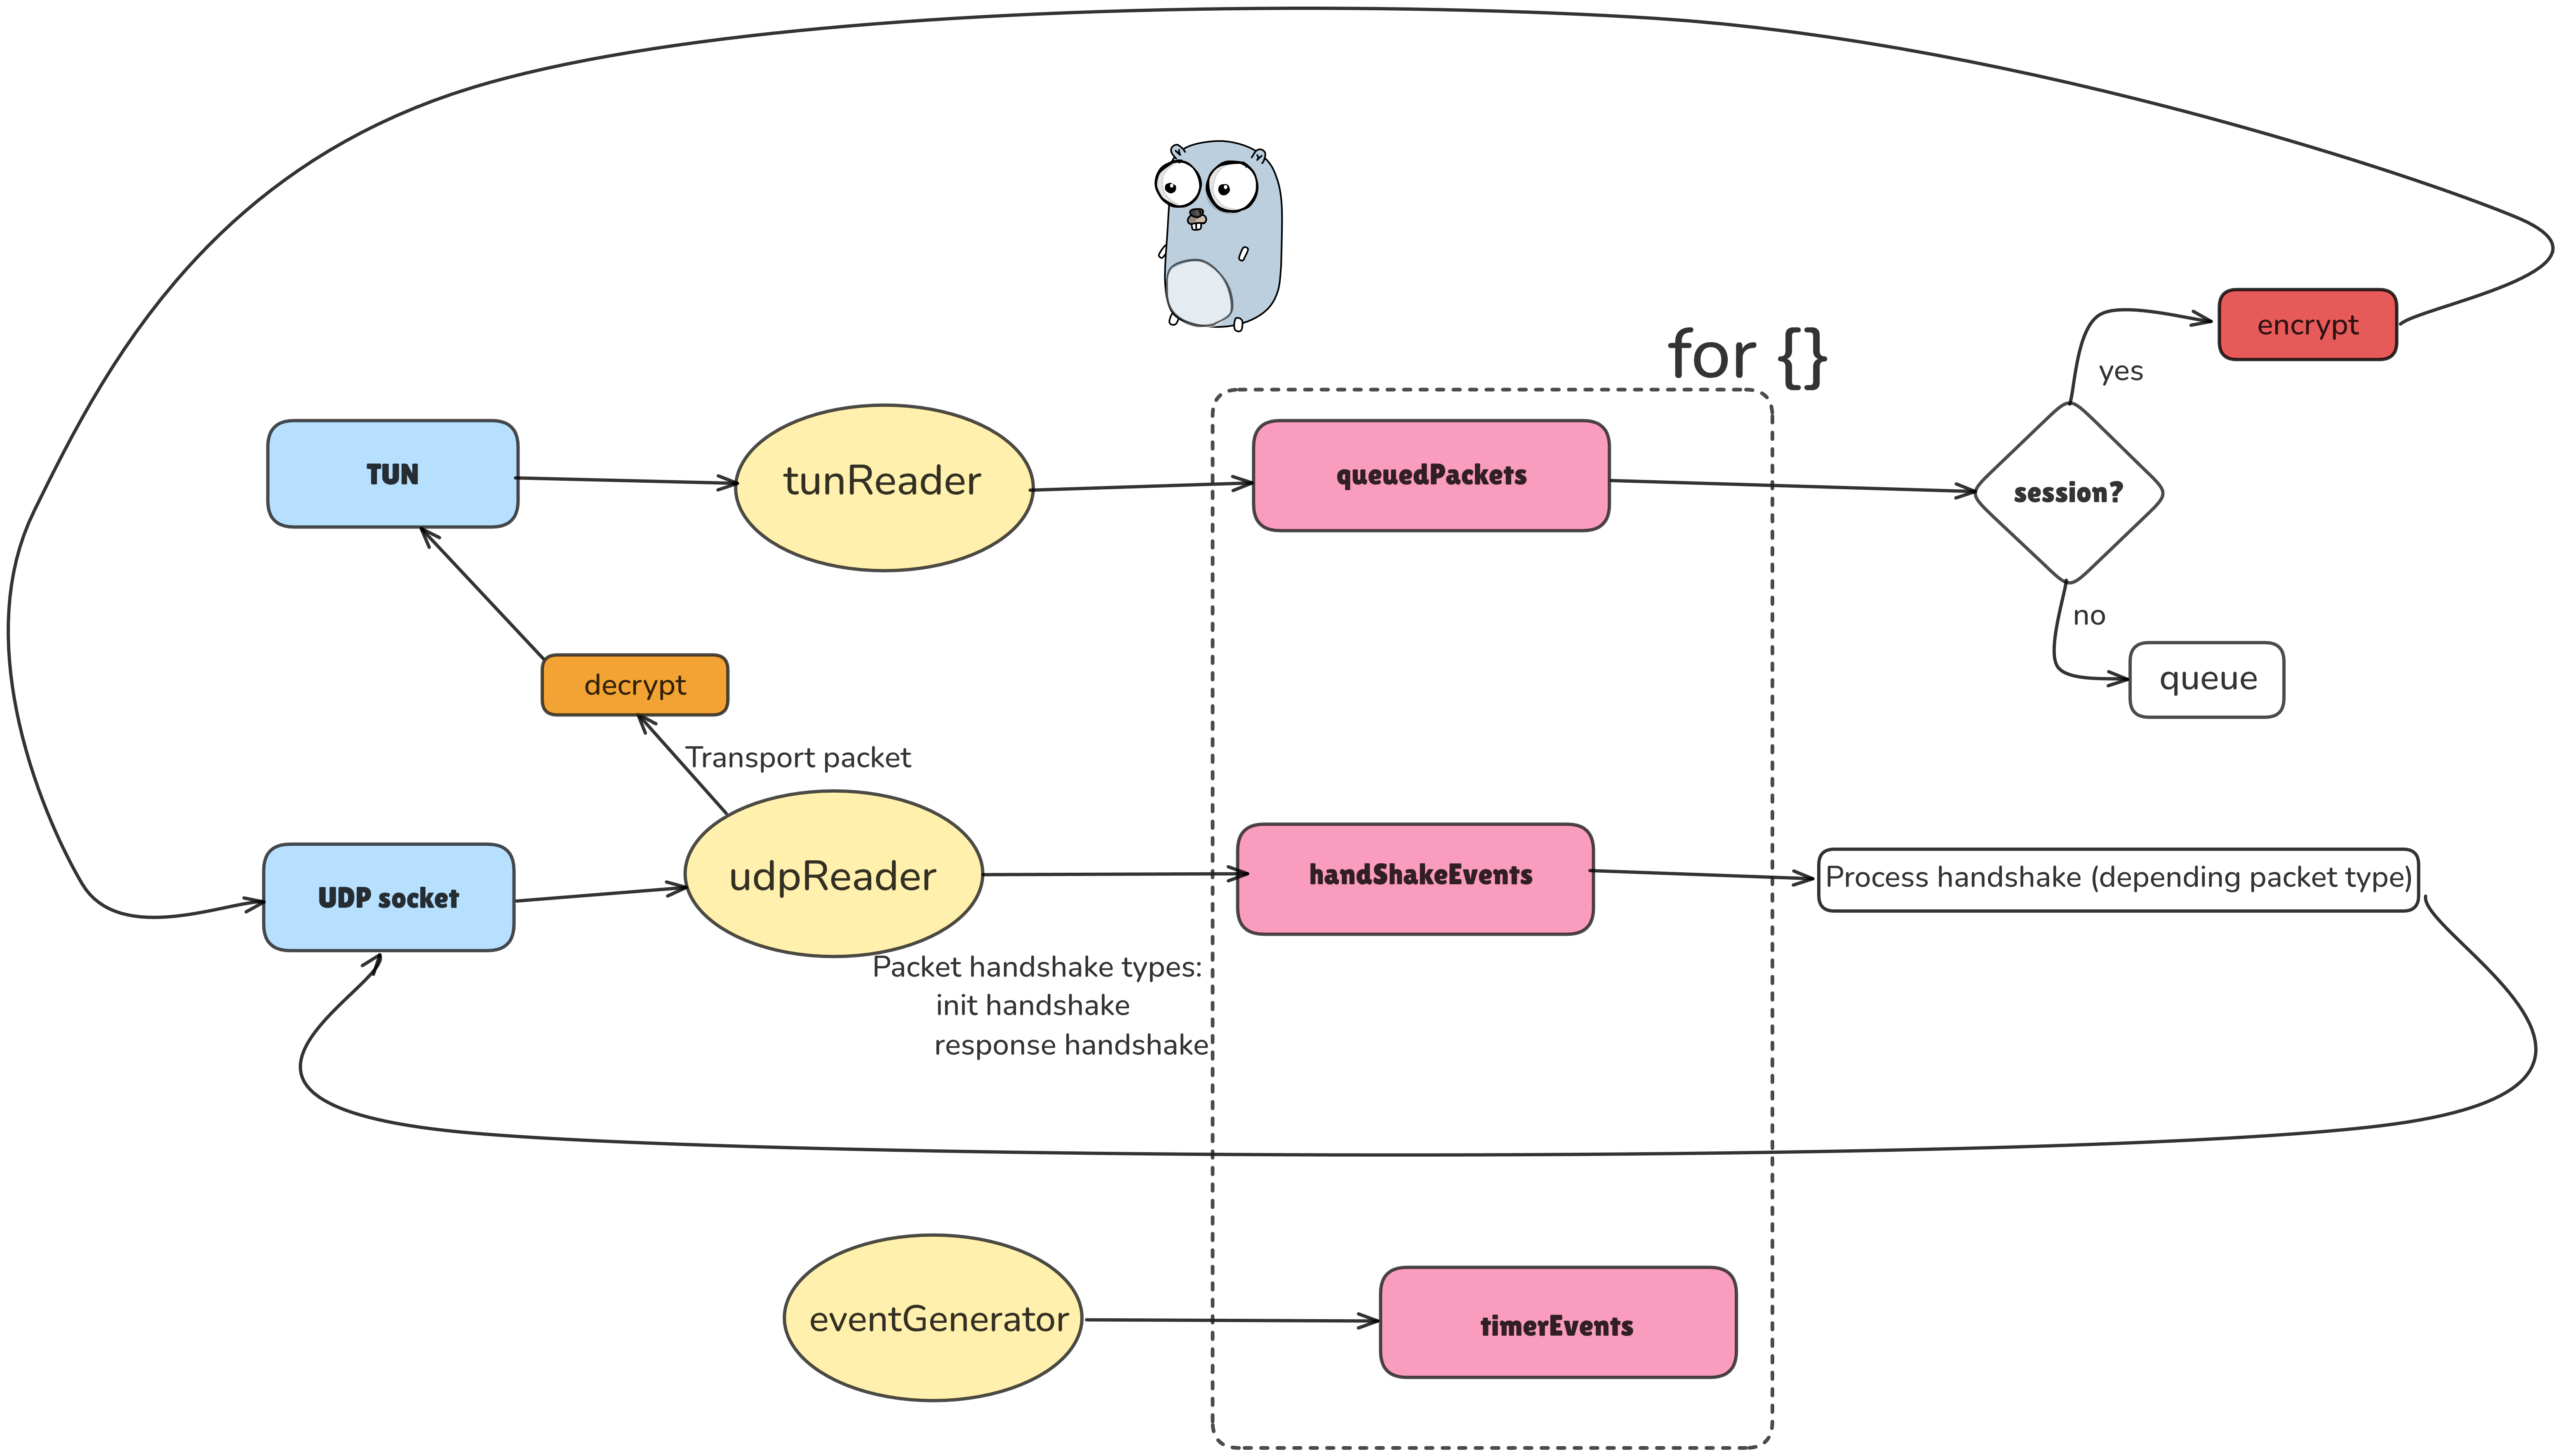 for {}
encrypt
yes
TUN
tunReader
queuedPackets
session?
no
queue
decrypt
Transport packet
UDP socket
udpReader
handShakeEvents
Process handshake (depending packet type)
Packet handshake types:
init handshake
response handshake
eventGenerator
timerEvents